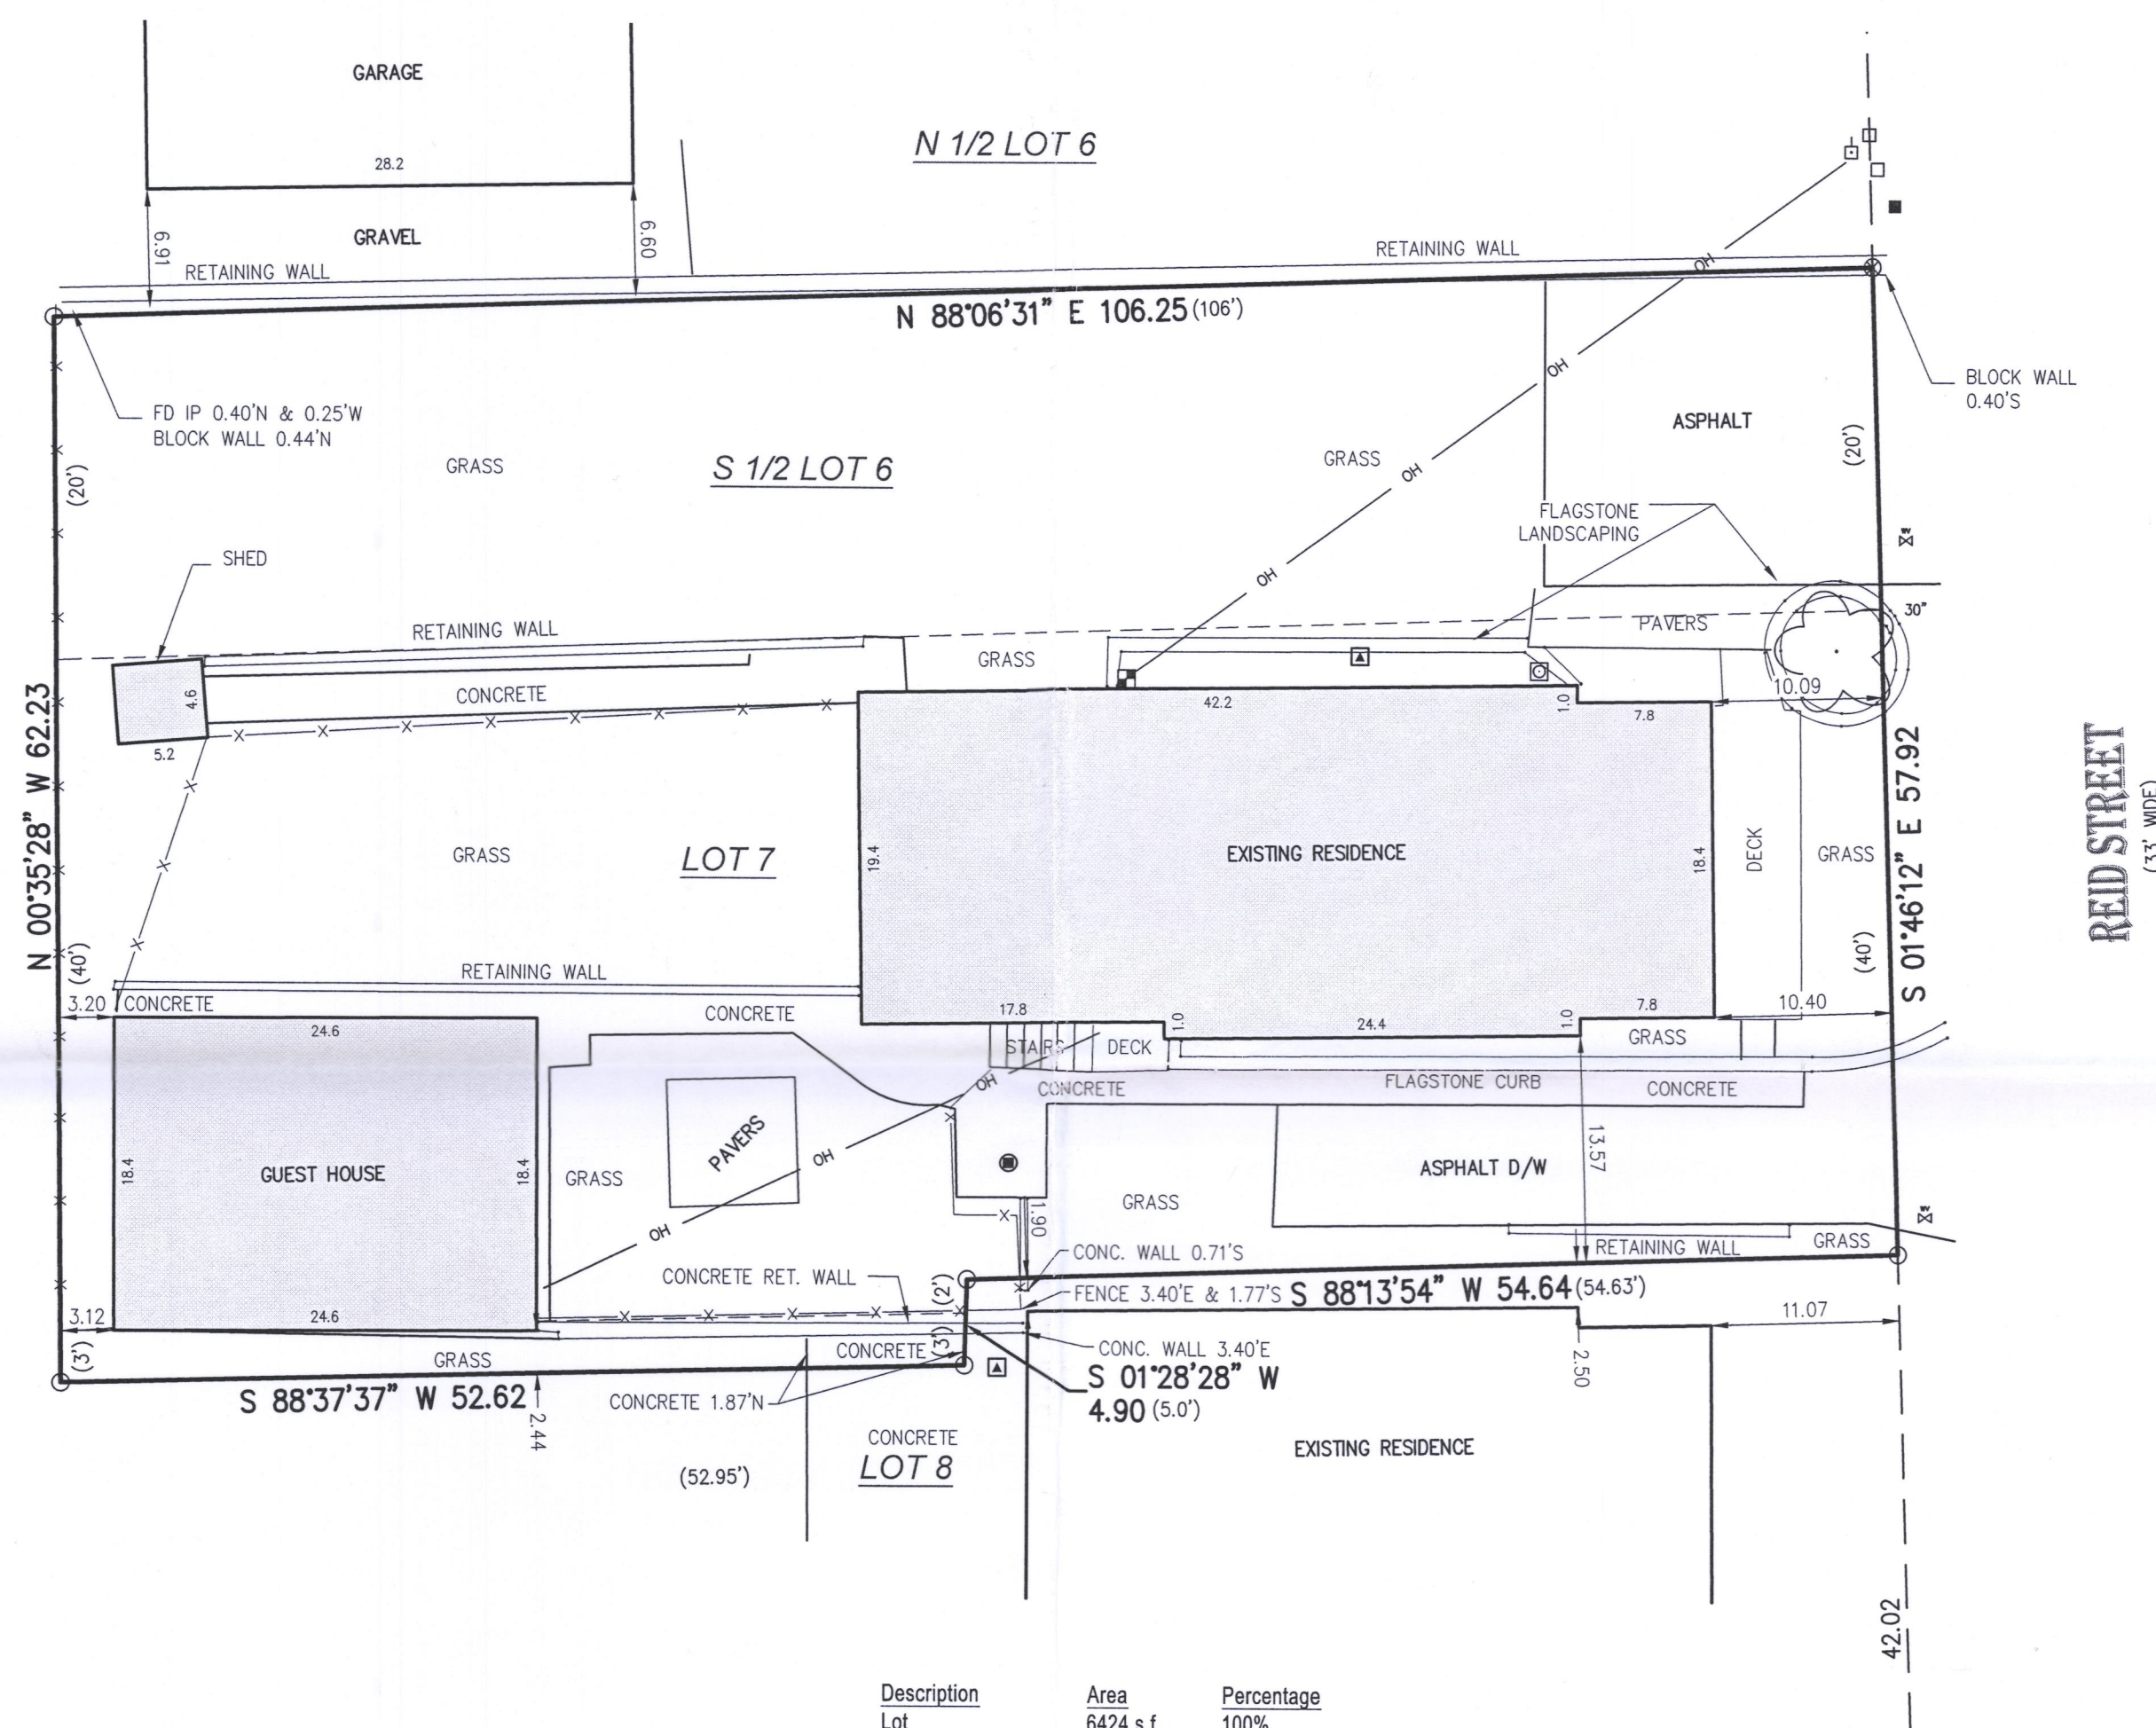 GARAGE
28.2
N 1/2 LOT 6
6.91
GRAVEL
6.60
RETAINING WALL
RETAINING WALL
OH
N 88°06'31" E 106.25 (106')
FD IP 0.40'N & 0.25'W
BLOCK WALL 0.44'N
BLOCK WALL
0.40'S
OH
ASPHALT
(20')
(20')
GRASS
S 1/2 LOT 6
GRASS
OH
FLAGSTONE
LANDSCAPING
SHED
OH
30"
RETAINING WALL
PAVERS
GRASS
4.6
CONCRETE
5.2
42.2
1.0
7.8
10.09
N 00°35'28" W 62.23
GRASS
LOT 7
19.4
EXISTING RESIDENCE
18.4
DECK
GRASS
S 01°46'12" E 57.92
REID STREET
(33' WIDE)
(40')
(40')
RETAINING WALL
3.20
CONCRETE
CONCRETE
17.8
1.0
24.4
1.0
7.8
10.40
24.6
STAIRS
DECK
GRASS
OH
CONCRETE
FLAGSTONE CURB
CONCRETE
18.4
GUEST HOUSE
18.4
GRASS
PAVERS
OH
OH
13.57
ASPHALT D/W
GRASS
1.90
CONC. WALL 0.71'S
RETAINING WALL
GRASS
CONCRETE RET. WALL
(2')
FENCE 3.40'E & 1.77'S
S 88°13'54" W 54.64 (54.63')
3.12
24.6
11.07
(3')
GRASS
CONCRETE
(3')
CONC. WALL 3.40'E
S 88°37'37" W 52.62
2.44
CONCRETE 1.87'N
S 01°28'28" W
4.90 (5.0')
2.50
CONCRETE
LOT 8
(52.95')
EXISTING RESIDENCE
42.02
Description Area Percentage
Lot 6424 s.f. 100%